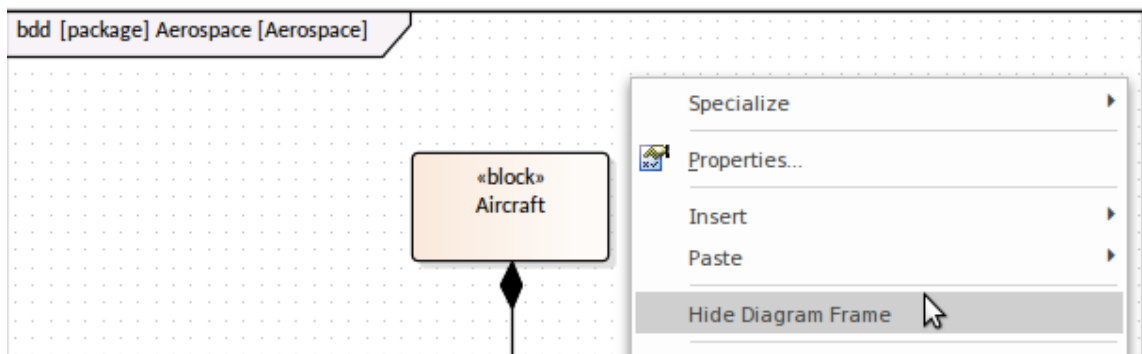 bdd [package] Aerospace [Aerospace]
«block»
Aircraft
Specialize
Properties...
Insert
Paste
Hide Diagram Frame